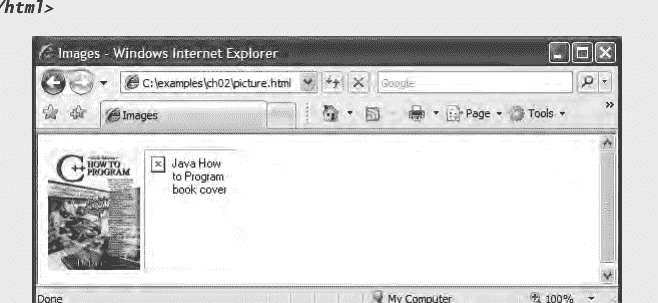 /html>
Images - Windows Internet Explorer
C:\examples\ch02\picture.html
Google
Images
Page
Tools
»
C++ HOW TO
PROGRAM
Java How
to Program
book cover
Done
My Computer
100%